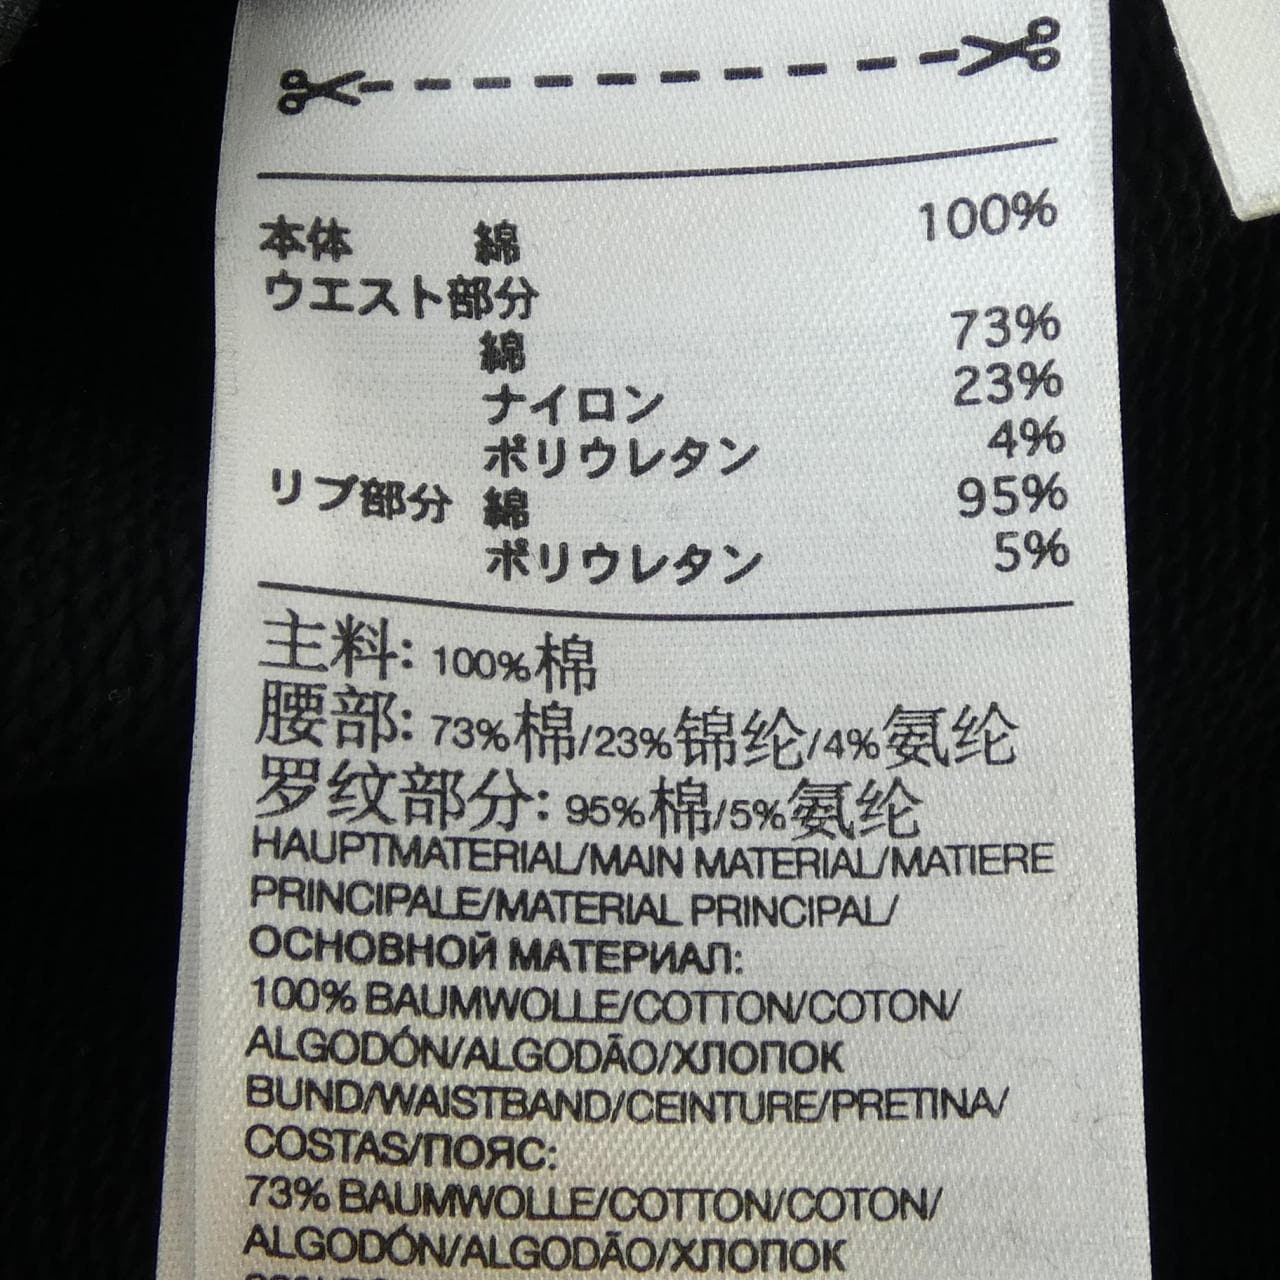 本体 綿 100%
ウエスト部分
綿 73%
ナイロン 23%
ポリウレタン 4%
リブ部分 綿 95%
ポリウレタン 5%
主料: 100%棉
腰部: 73%棉/23%锦纶/4%氨纶
罗纹部分: 95%棉/5%氨纶
HAUPTMATERIAL/MAIN MATERIAL/MATIERE
PRINCIPALE/MATERIAL PRINCIPAL/
ОСНОВНОЙ МАТЕРИАЛ:
100% BAUMWOLLE/COTTON/COTON/
ALGODÓN/ALGODÃO/ХЛОПОК
BUND/WAISTBAND/CEINTURE/PRETINA/
COSTAS/ПОЯС:
73% BAUMWOLLE/COTTON/COTON/
ALGODÓN/ALGODÃO/ХЛОПОК